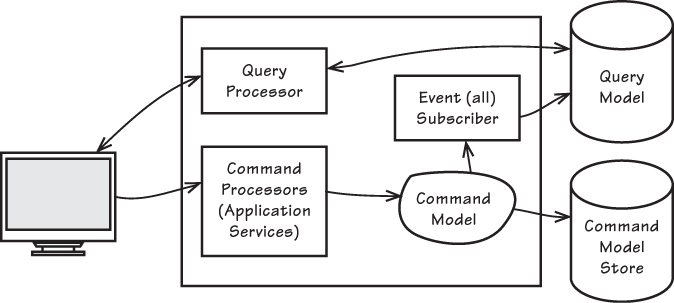 Query
Processor
Event (all)
Subscriber
Query
Model
Command
Processors
(Application
Services)
Command
Model
Command
Model
Store